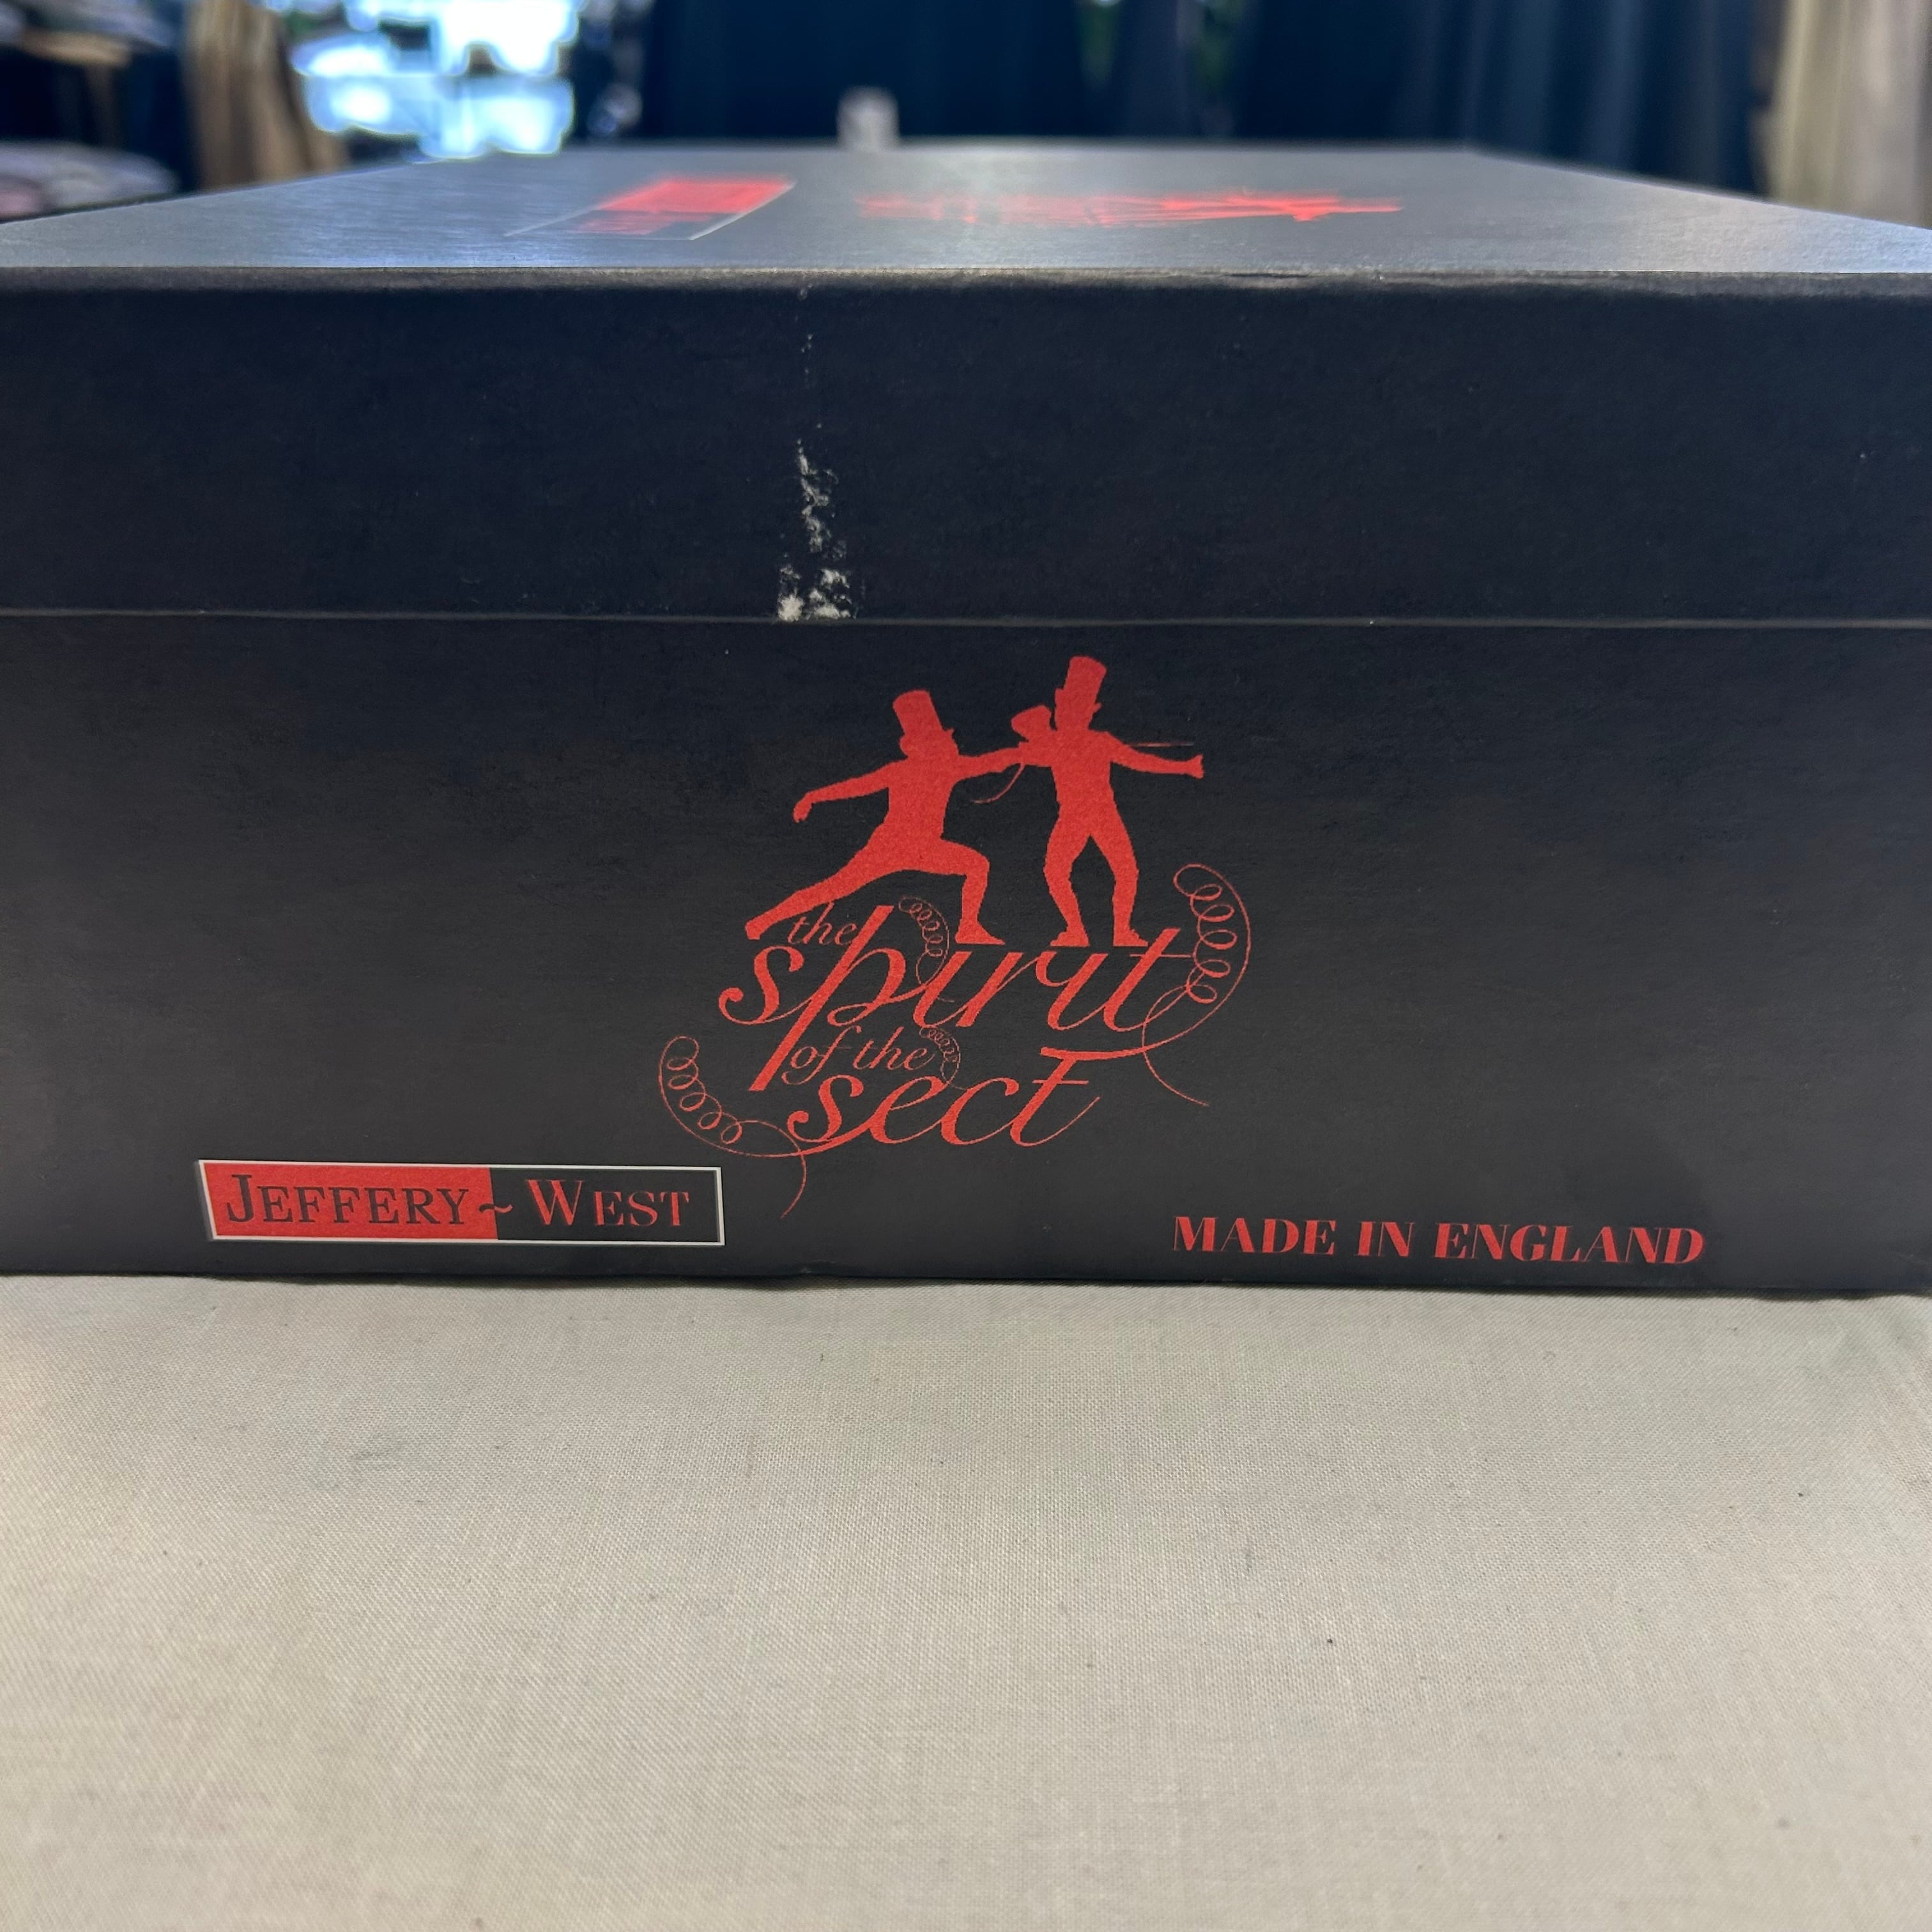 the
spirit
of the
sect
JEFFERY~WEST
MADE IN ENGLAND